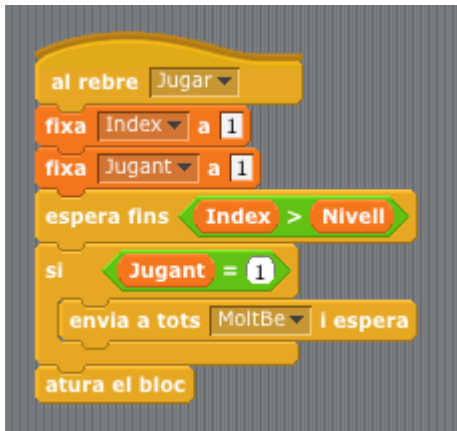 al rebre Jugar
fixa Index a 1
fixa Jugant a 1
espera fins Index > Nivell
si Jugant = 1
envia a tots MoltBe i espera
atura el bloc